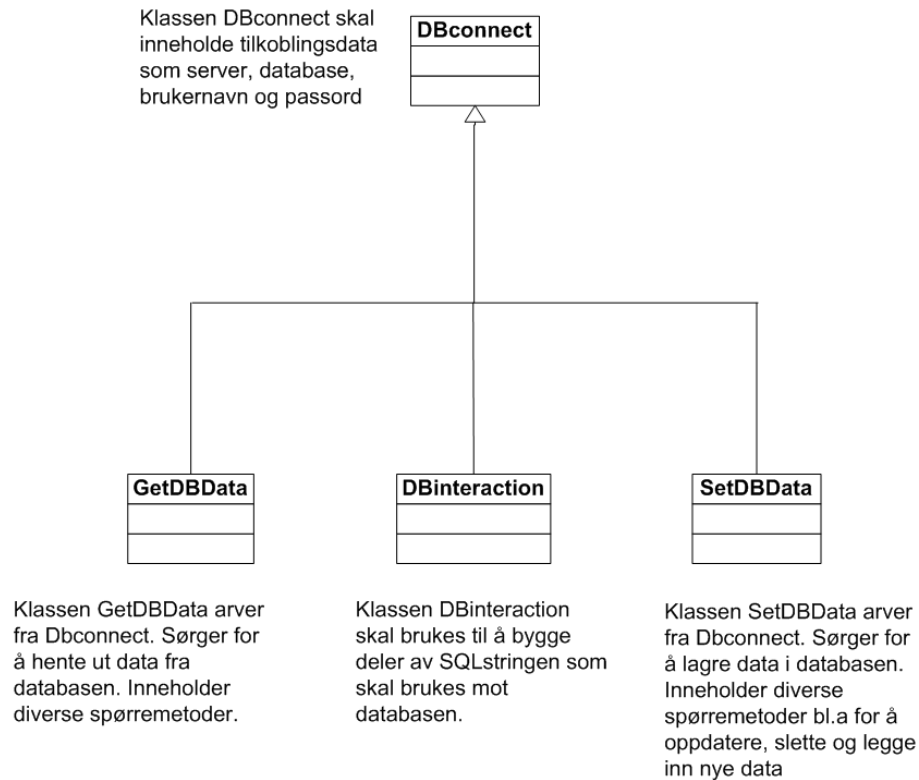 Klassen DBconnect skal
inneholde tilkoblingsdata
som server, database,
brukernavn og passord
DBconnect
GetDBData
DBinteraction
SetDBData
Klassen GetDBData arver
fra Dbconnect. Sørger for
å hente ut data fra
databasen. Inneholder
diverse spørremetoder.
Klassen DBinteraction
skal brukes til å bygge
deler av SQLstringen som
skal brukes mot
databasen.
Klassen SetDBData arver
fra Dbconnect. Sørger for
å lagre data i databasen.
Inneholder diverse
spørremetoder bl.a for å
oppdatere, slette og legge
inn nye data